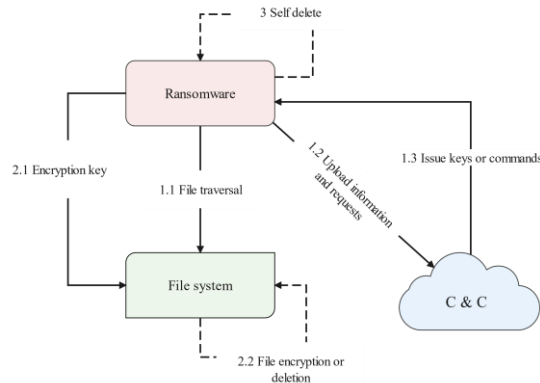 3 Self delete
Ransomware
2.1 Encryption key
1.1 File traversal
1.2 Upload information
and requests
1.3 Issue keys or commands
File system
C & C
2.2 File encryption or
deletion